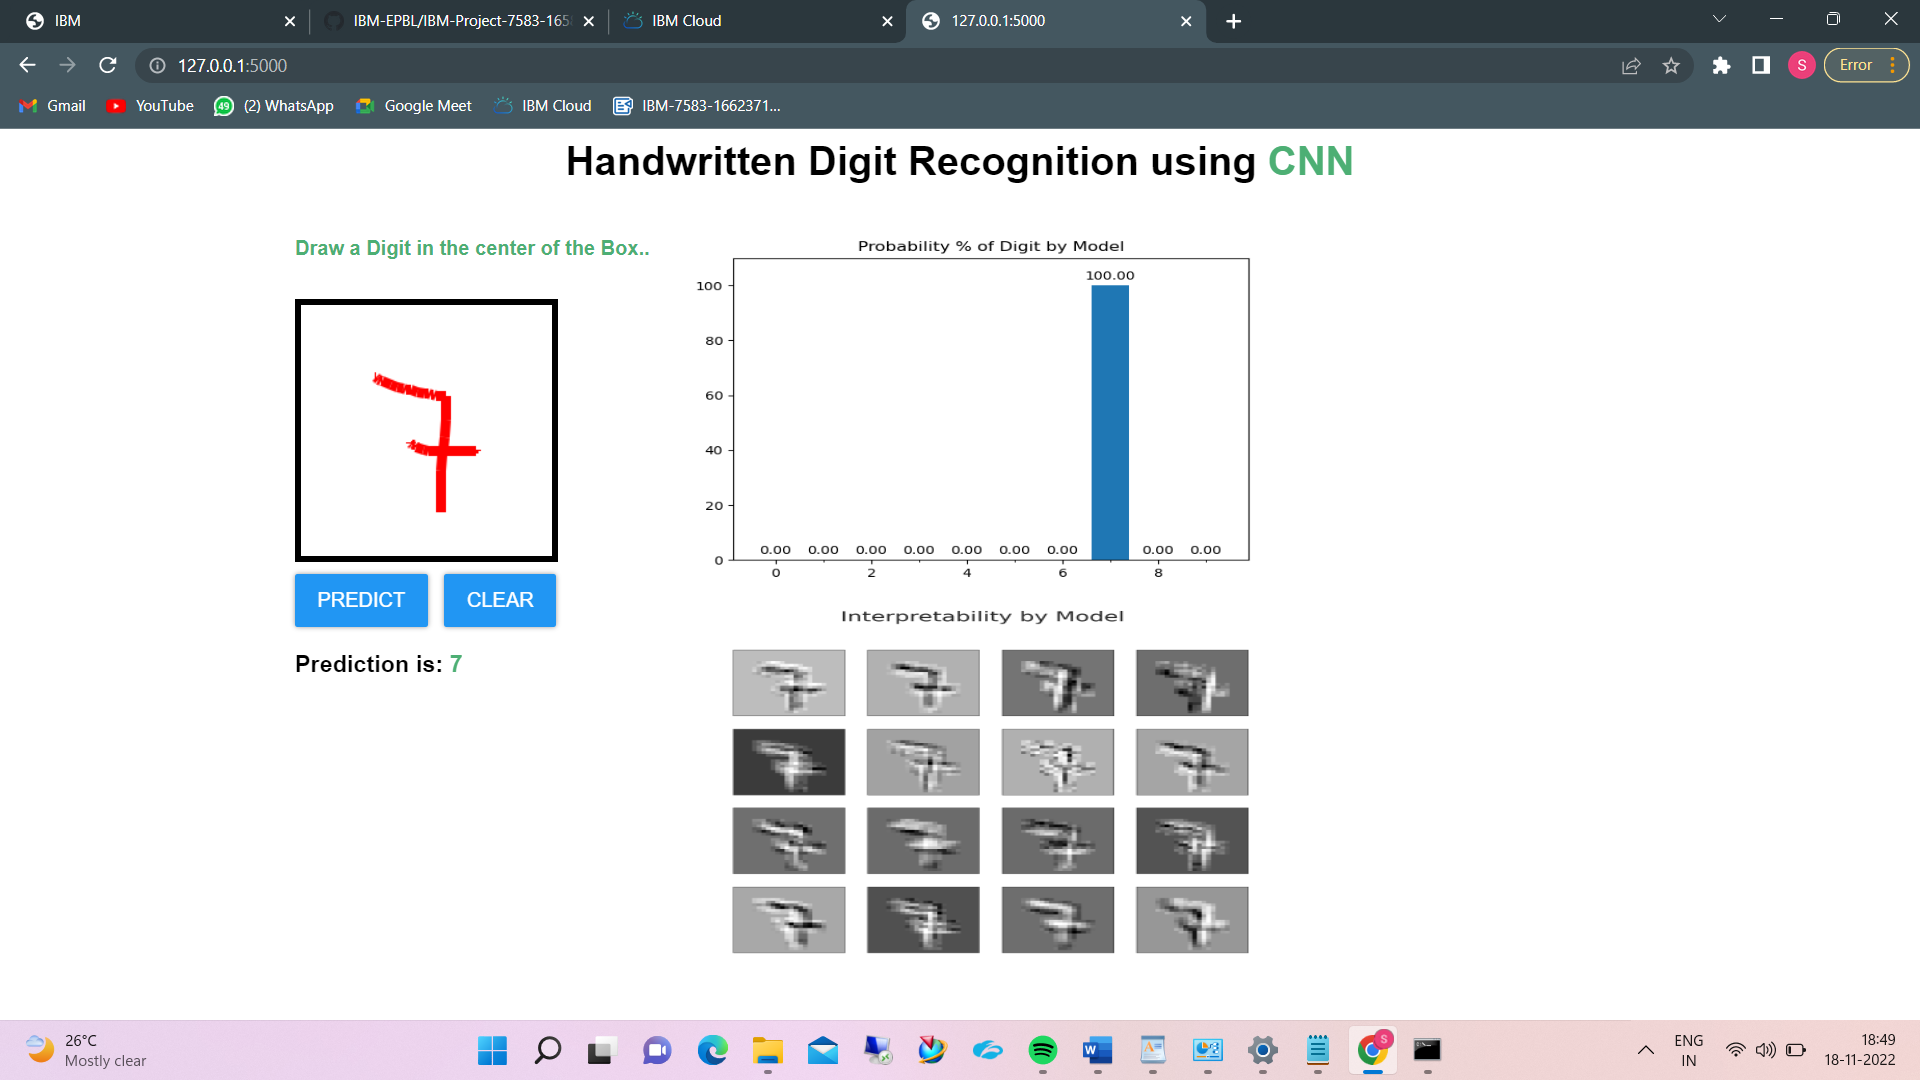 IBM
IBM-EPBL/IBM-Project-7583-165
IBM Cloud
127.0.0.1:5000
127.0.0.1:5000
S
Error
Gmail
YouTube
49
(2) WhatsApp
Google Meet
IBM Cloud
IBM-7583-1662371...
Handwritten Digit Recognition using CNN
Draw a Digit in the center of the Box..
7
PREDICT
CLEAR
Prediction is: 7
Probability % of Digit by Model
100.00
100
80
60
40
20
0
0.00 0.00 0.00 0.00 0.00 0.00 0.00 0.00 0.00
0 2 4 6 8
Interpretability by Model
26°C
Mostly clear
W
S
ENG
IN
18:49
18-11-2022